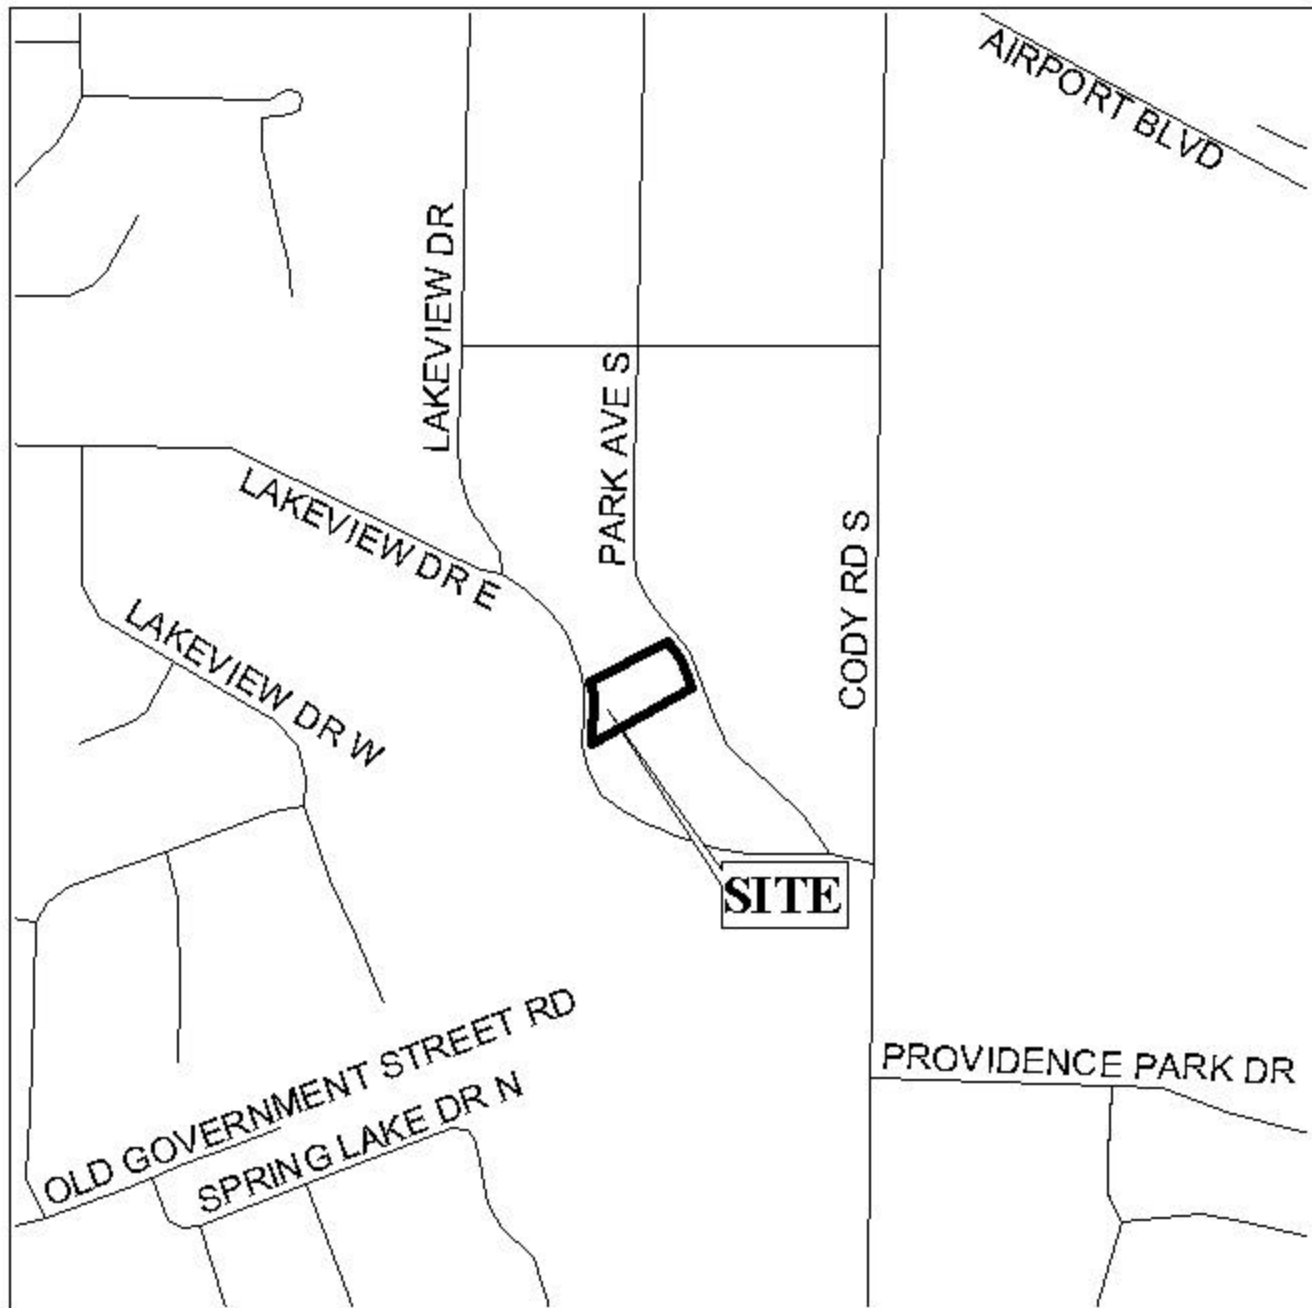 AIRPORT BLVD
LAKEVIEW DR
PARK AVE S
LAKEVIEW DR E
CODY RD S
LAKEVIEW DR W
SITE
OLD GOVERNMENT STREET RD
PROVIDENCE PARK DR
SPRING LAKE DR N